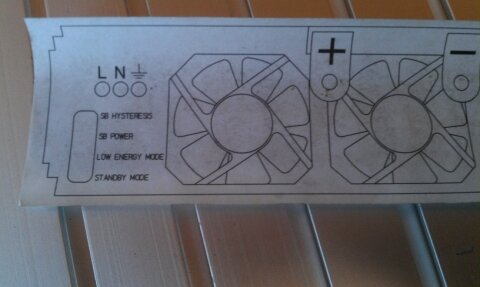 + -
L N
SB HYSTERESIS
SB POWER
LOW ENERGY MODE
STANDBY MODE